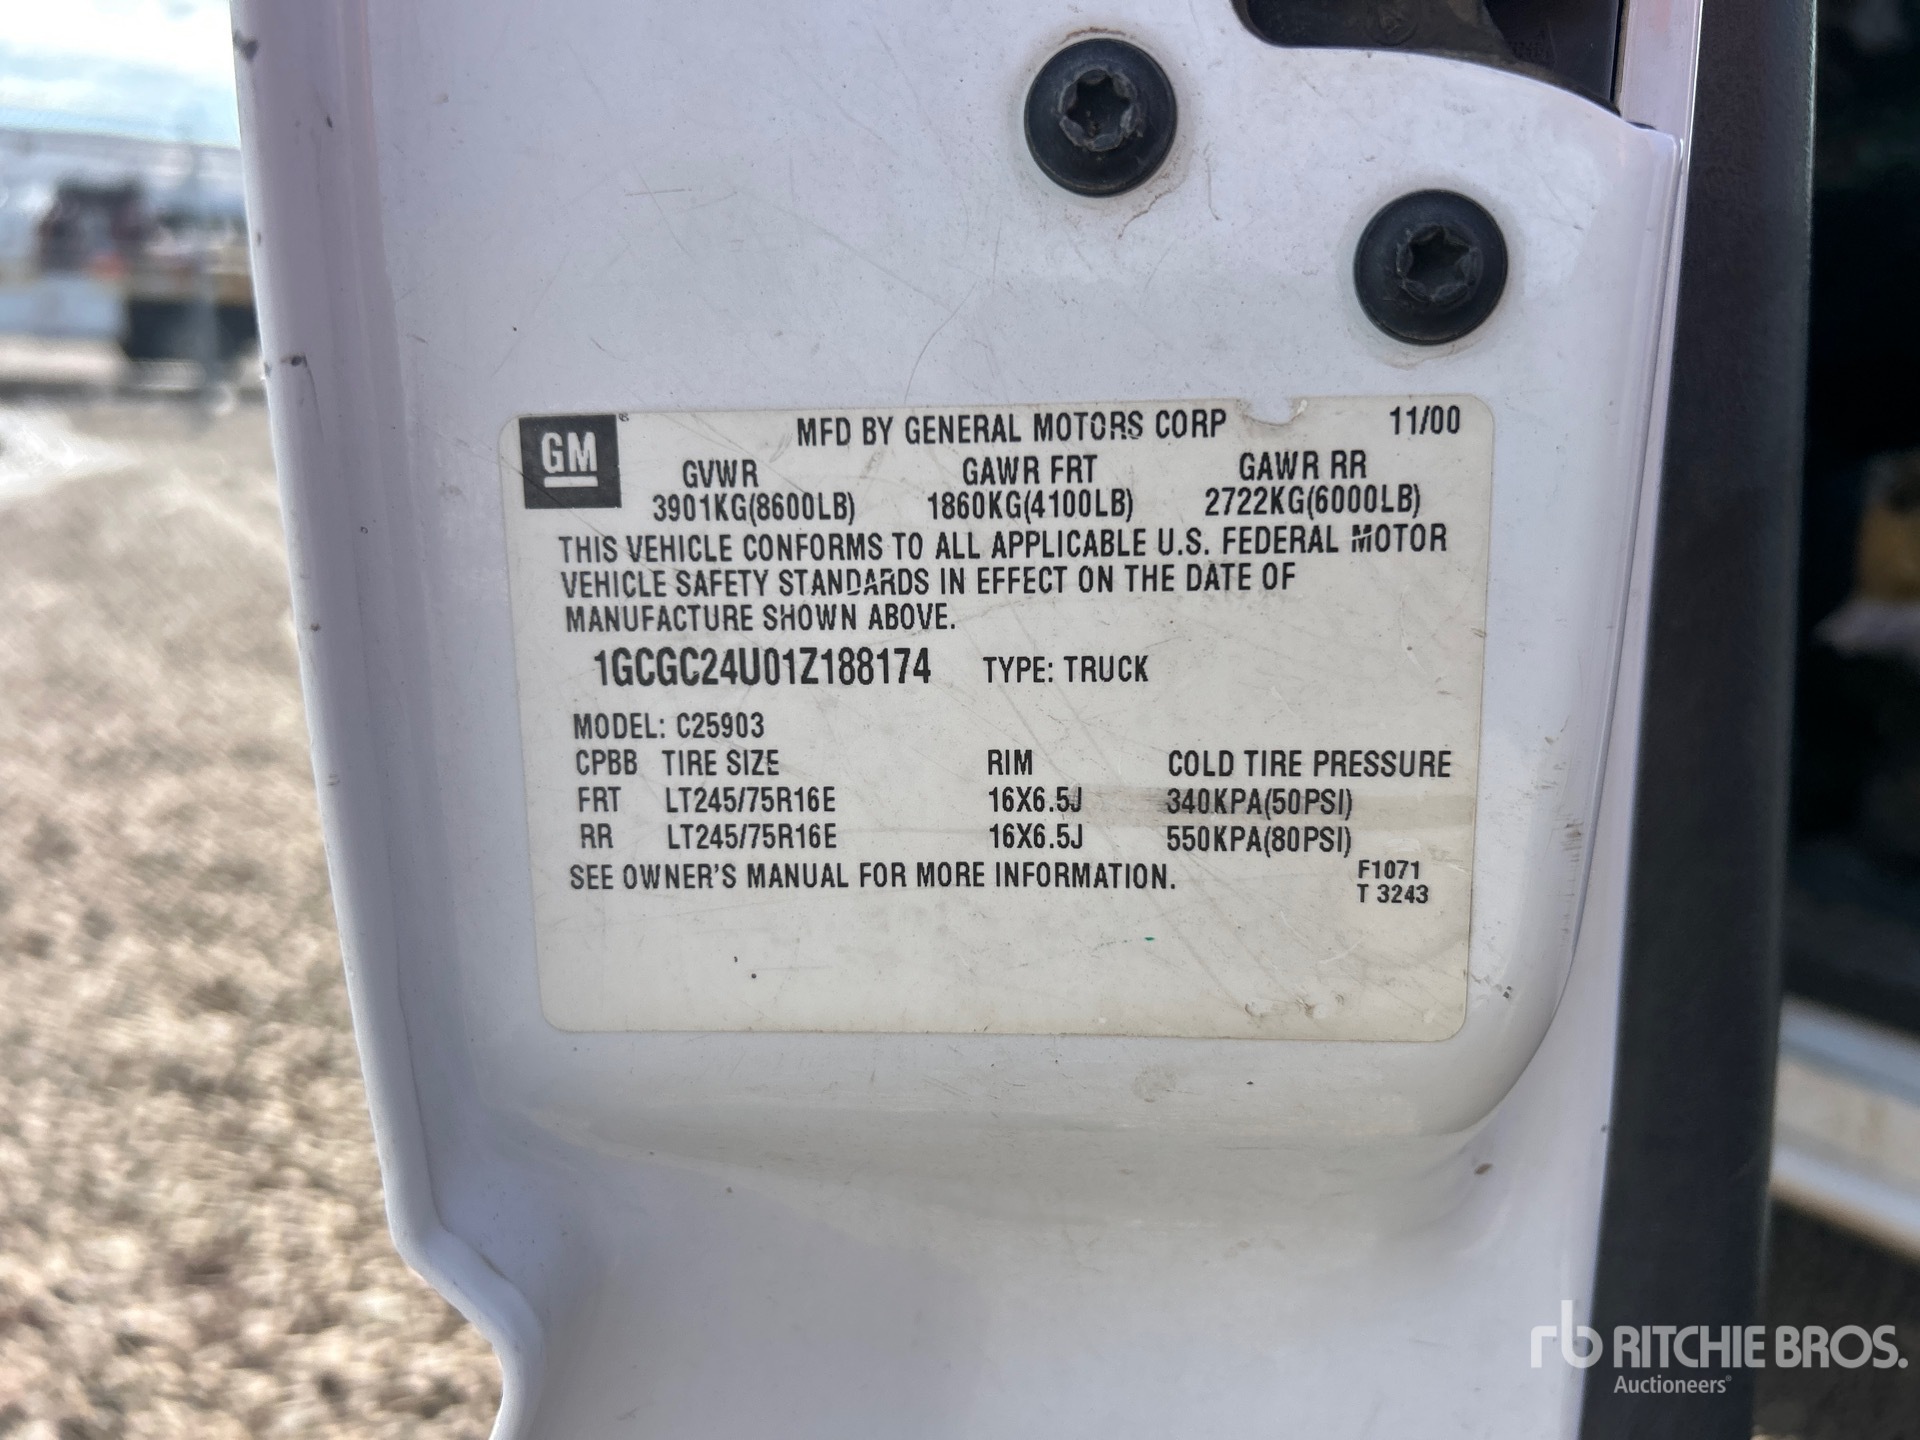 GM®
MFD BY GENERAL MOTORS CORP 11/00
GVWR GAWR FRT GAWR RR
3901KG(8600LB) 1860KG(4100LB) 2722KG(6000LB)
THIS VEHICLE CONFORMS TO ALL APPLICABLE U.S. FEDERAL MOTOR
VEHICLE SAFETY STANDARDS IN EFFECT ON THE DATE OF
MANUFACTURE SHOWN ABOVE.
1GCGC24U01Z188174 TYPE: TRUCK
MODEL: C25903
CPBB TIRE SIZE RIM COLD TIRE PRESSURE
FRT LT245/75R16E 16X6.5J 340KPA(50PSI)
RR LT245/75R16E 16X6.5J 550KPA(80PSI)
SEE OWNER'S MANUAL FOR MORE INFORMATION. F1071
T 3243
rb RITCHIE BROS.
Auctioneers®